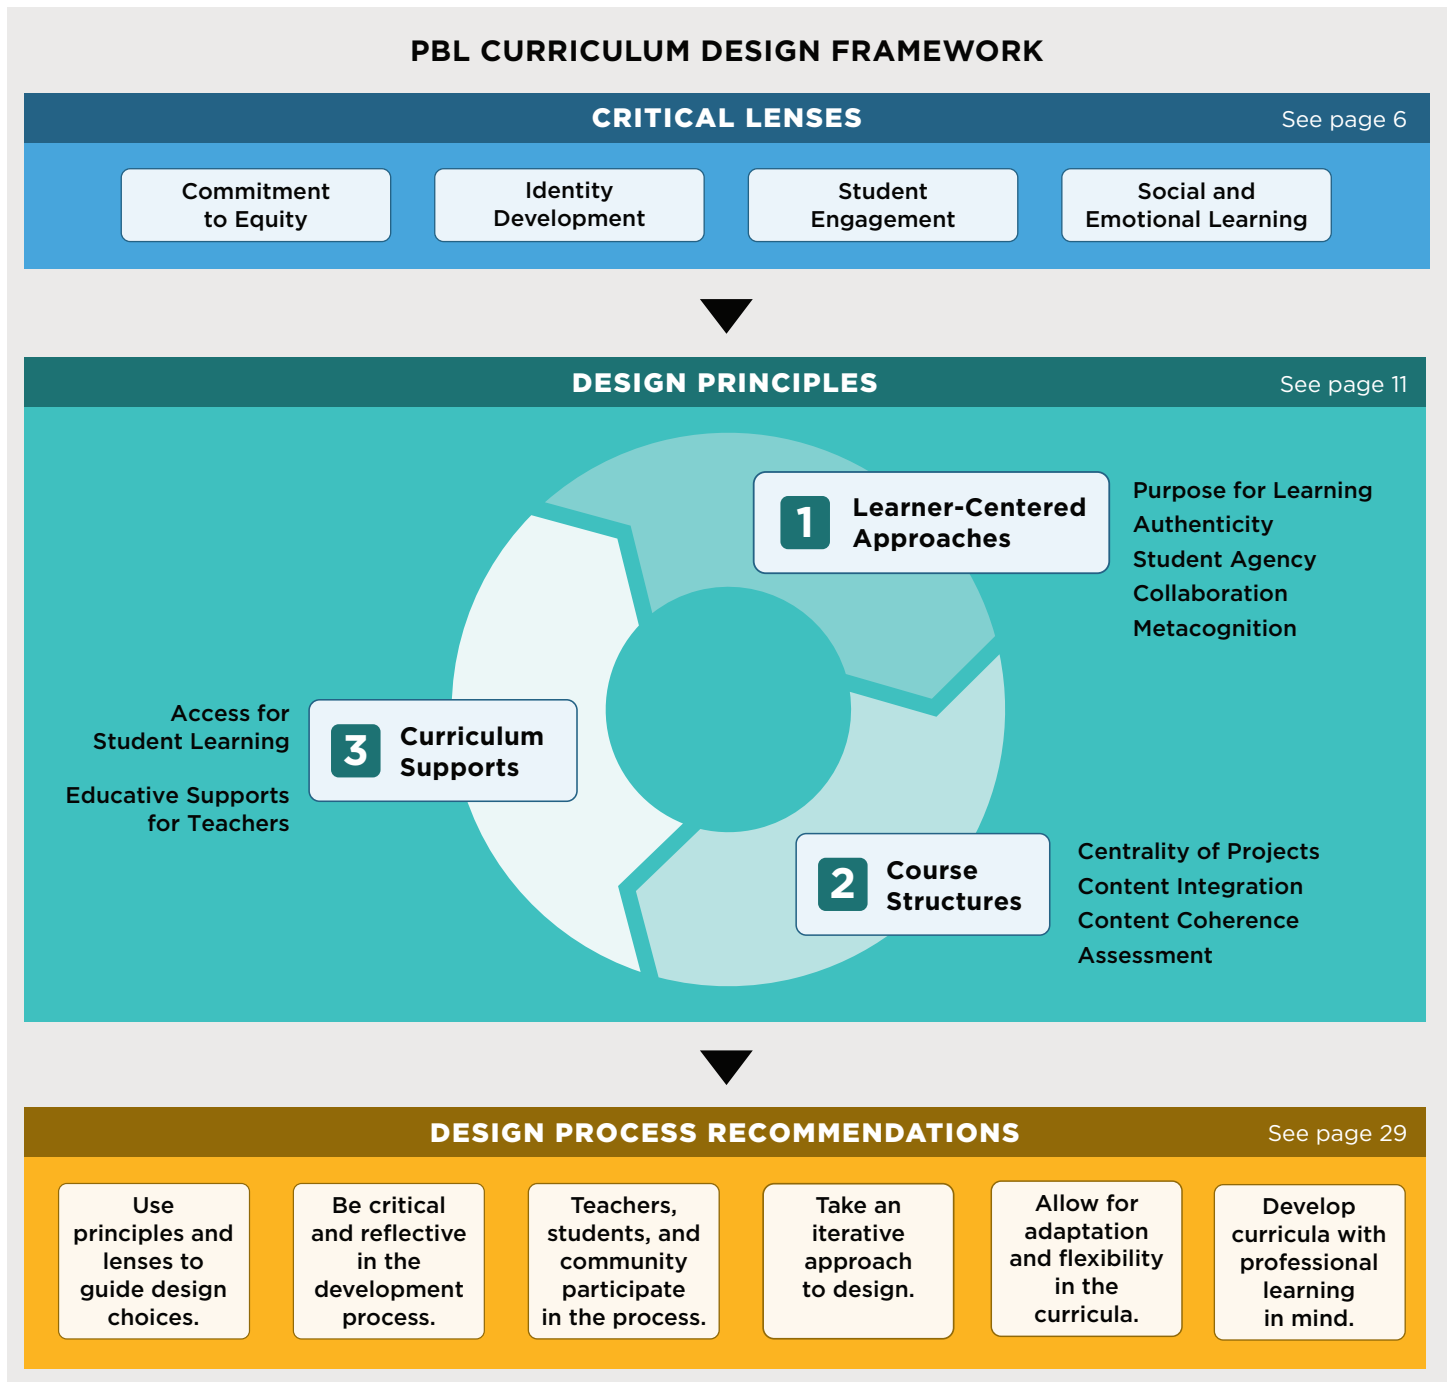 PBL CURRICULUM DESIGN FRAMEWORK
CRITICAL LENSES
See page 6
Commitment
to Equity
Identity
Development
Student
Engagement
Social and
Emotional Learning
DESIGN PRINCIPLES
See page 11
1
Learner-Centered
Approaches
Purpose for Learning
Authenticity
Student Agency
Collaboration
Metacognition
Access for
Student Learning
Educative Supports
for Teachers
3
Curriculum
Supports
2
Course
Structures
Centrality of Projects
Content Integration
Content Coherence
Assessment
DESIGN PROCESS RECOMMENDATIONS
See page 29
Use
principles and
lenses to
guide design
choices.
Be critical
and reflective
in the
development
process.
Teachers,
students, and
community
participate
in the process.
Take an
iterative
approach
to design.
Allow for
adaptation
and flexibility
in the
curricula.
Develop
curricula with
professional
learning
in mind.